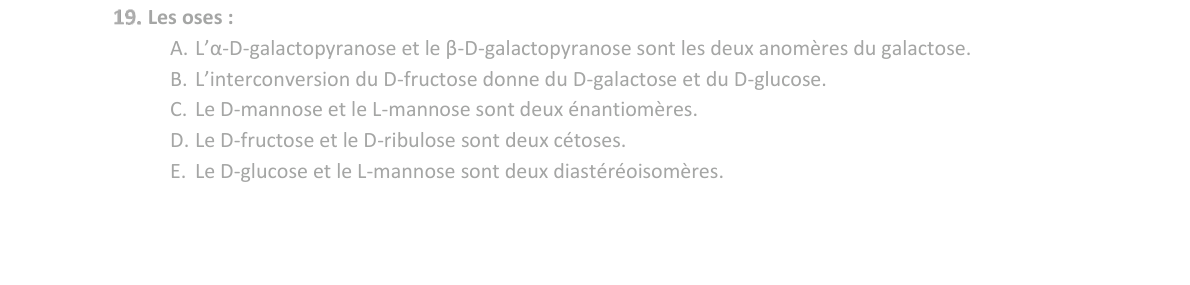 19. Les oses :
A. L’α-D-galactopyranose et le β-D-galactopyranose sont les deux anomères du galactose.
B. L’interconversion du D-fructose donne du D-galactose et du D-glucose.
C. Le D-mannose et le L-mannose sont deux énantiomères.
D. Le D-fructose et le D-ribulose sont deux cétoses.
E. Le D-glucose et le L-mannose sont deux diastéréoisomères.